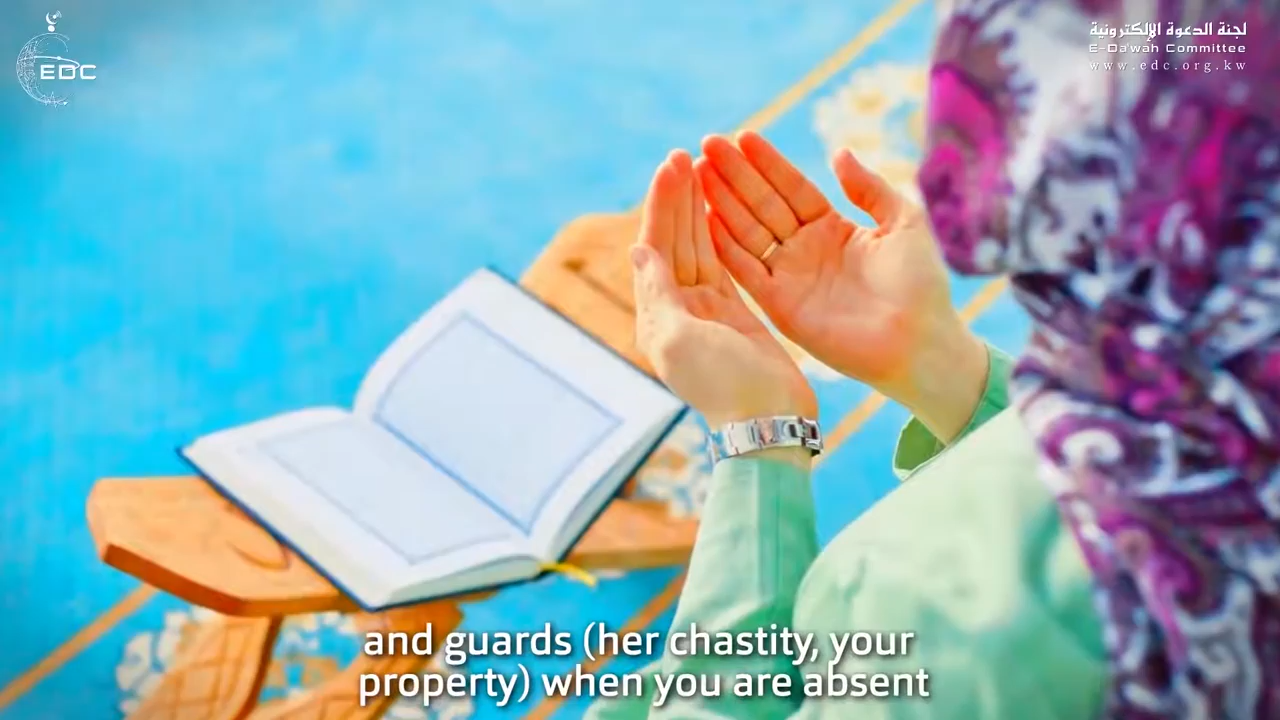 EDC
لجنة الدعوة الإلكترونية
E-Da'wah Committee
www.edc.org.kw
and guards (her chastity, your
property) when you are absent